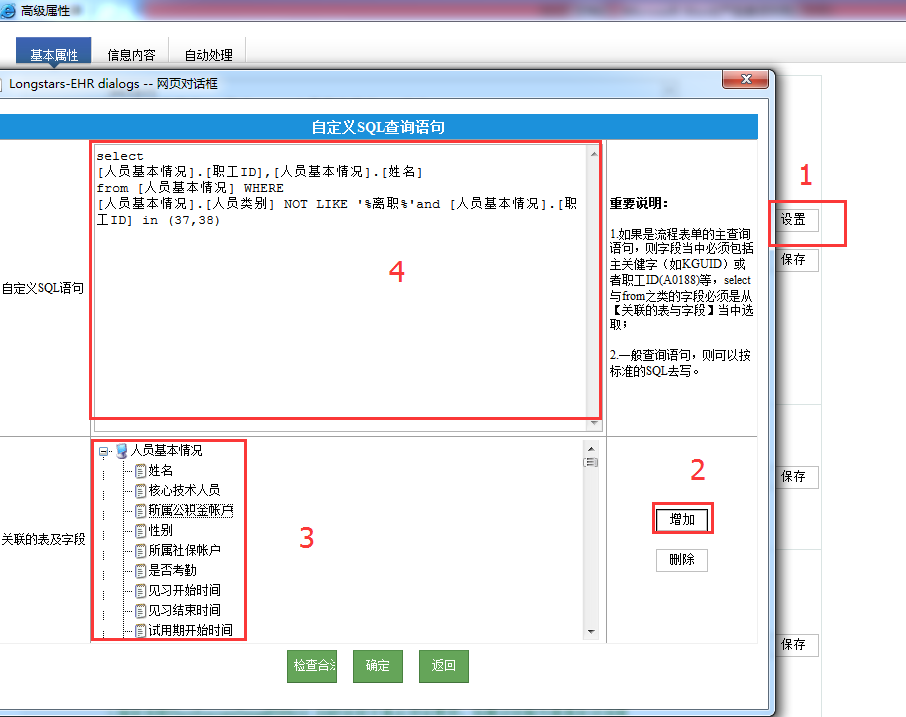 高级属性
基本属性
信息内容
自动处理
Longstars-EHR dialogs -- 网页对话框
自定义SQL查询语句
自定义SQL语句
select
[人员基本情况].[职工ID],[人员基本情况].[姓名]
from [人员基本情况] WHERE
[人员基本情况].[人员类别] NOT LIKE '%离职%'and [人员基本情况].[职
工ID] in (37,38)
4
重要说明：
1.如果是流程表单的主查询
语句，则字段当中必须包括
主关健字（如KGUID）或
者职工ID(A0188)等，select
与from之类的字段必须是从
【关联的表与字段】当中选
取；
2.一般查询语句，则可以按
标准的SQL去写。
1
设置
保存
关联的表及字段
人员基本情况
姓名
核心技术人员
所属公积金帐户
性别
所属社保帐户
是否考勤
见习开始时间
见习结束时间
试用期开始时间
3
2
增加
删除
保存
保存
检查合
确定
返回